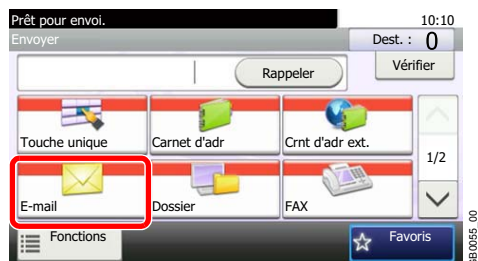 Prêt pour envoi. 10:10
Envoyer Dest. : 0
Rappeler Vérifier
Touche unique Carnet d'adr Crnt d'adr ext.
1/2
E-mail Dossier FAX
Fonctions Favoris